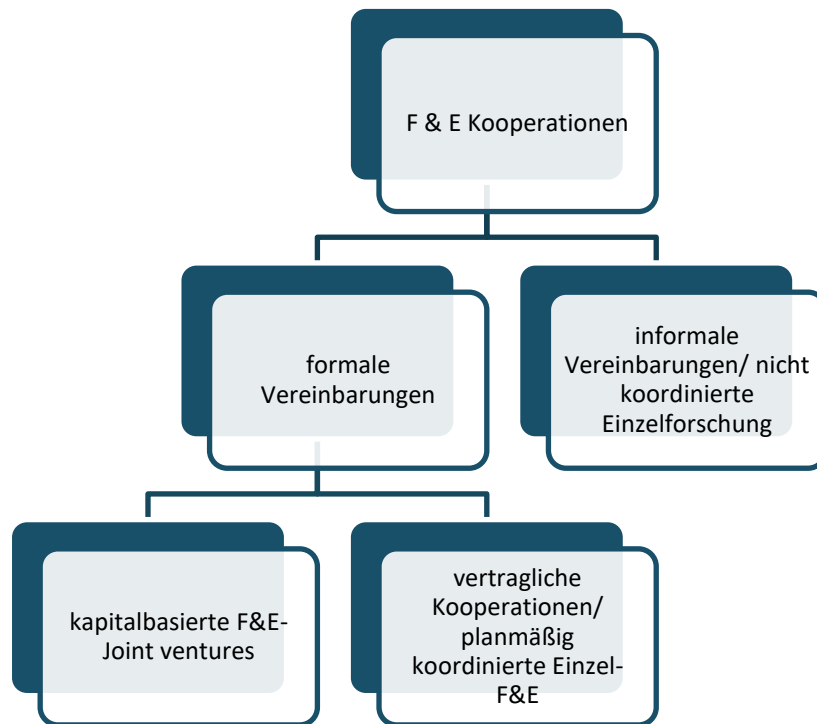 F & E Kooperationen
formale
Vereinbarungen
informale
Vereinbarungen/ nicht
koordinierte
Einzelforschung
kapitalbasierte F&E-
Joint ventures
vertragliche
Kooperationen/
planmäßig
koordinierte Einzel-
F&E